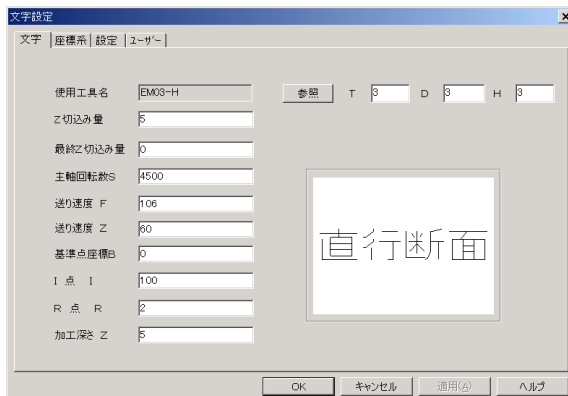 文字設定
文字 座標系 設定 ユーザー
使用工具名 EM03-H 参照 T 3 D 3 H 3
Z切込み量 5
最終Z切込み量 0
主軸回転数S 4500
送り速度 F 106
送り速度 Z 60
基準点座標B 0
I 点 I 100
R 点 R 2
加工深さ Z 5
直行断面
OK キャンセル 適用(A) ヘルプ